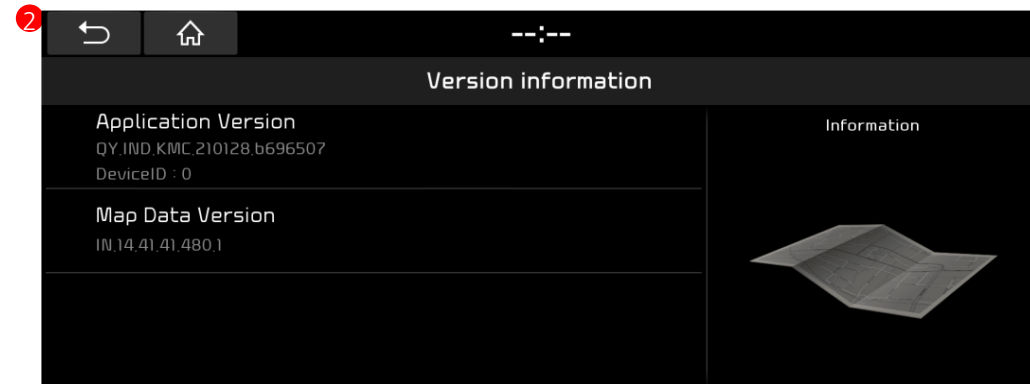 2
--:--
Version information
Application Version
QY.IND.KMC.210128.b696507
DeviceID : 0
Map Data Version
IN.14.41.41.480.1
Information